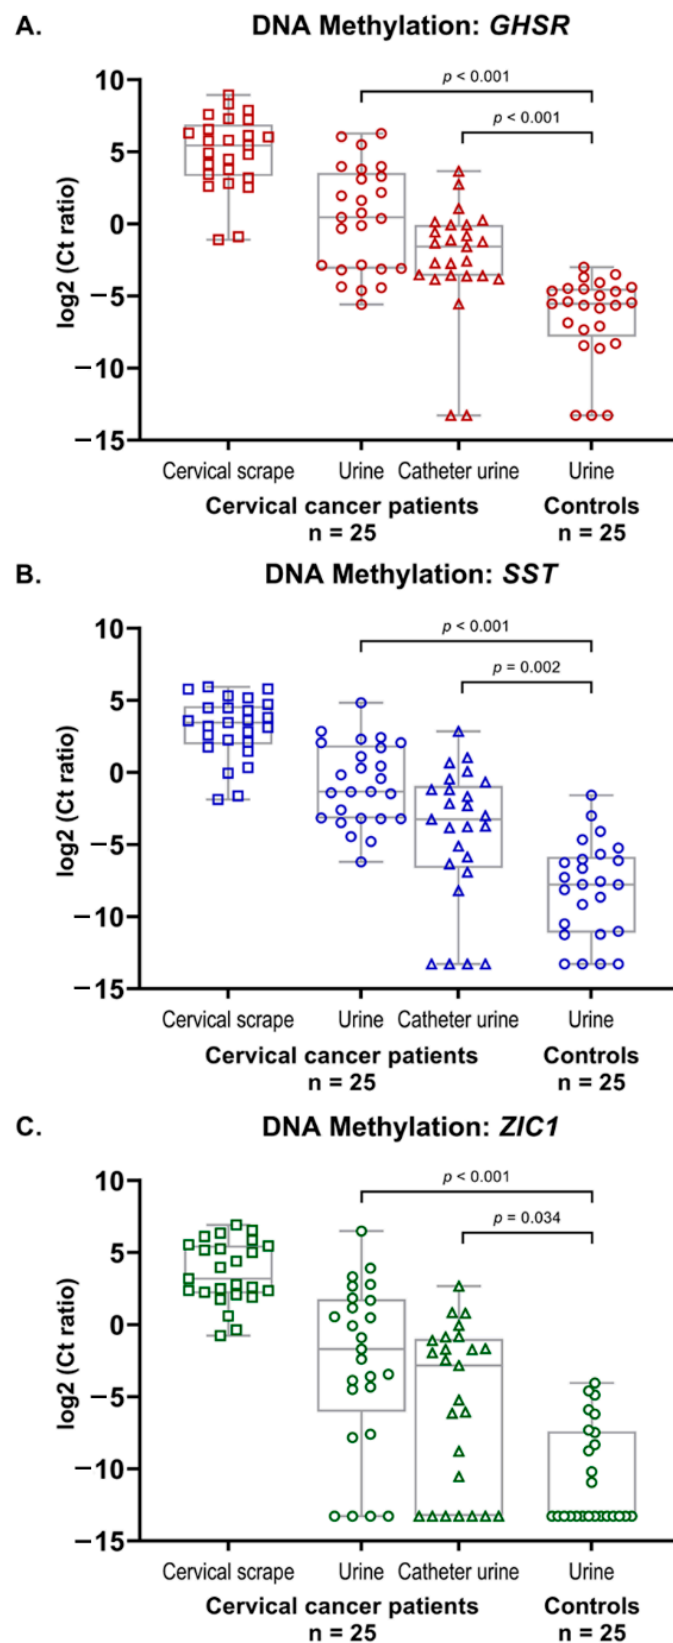 A. DNA Methylation: GHSR
log2 (Ct ratio)
10
5
0
−5
−10
−15
p < 0.001
p < 0.001
Cervical scrape Urine Catheter urine Urine
Cervical cancer patients Controls
n = 25 n = 25
B. DNA Methylation: SST
log2 (Ct ratio)
10
5
0
−5
−10
−15
p < 0.001
p = 0.002
Cervical scrape Urine Catheter urine Urine
Cervical cancer patients Controls
n = 25 n = 25
C. DNA Methylation: ZIC1
log2 (Ct ratio)
10
5
0
−5
−10
−15
p < 0.001
p = 0.034
Cervical scrape Urine Catheter urine Urine
Cervical cancer patients Controls
n = 25 n = 25